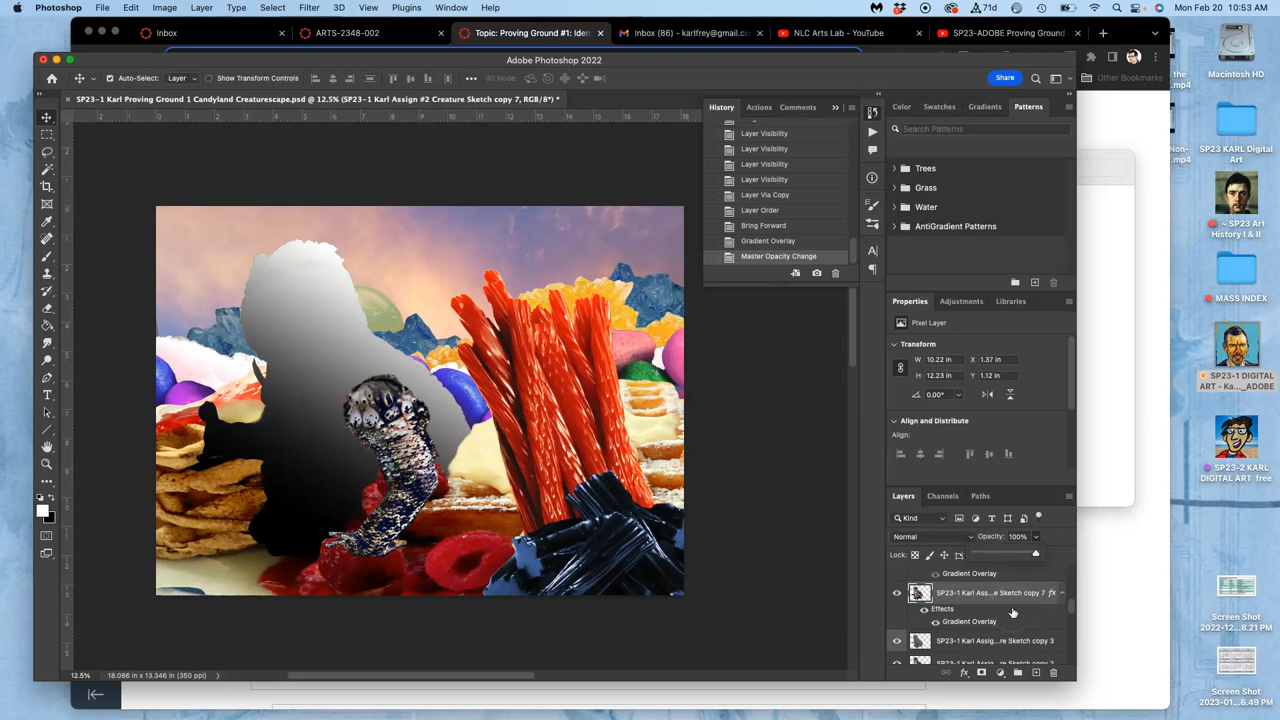 Photoshop File Edit Image Layer Type Select Filter 3D View Plugins Window Help 71d Mon Feb 20 10:53 AM
Inbox ARTS-2348-002 Topic: Proving Ground #1: Iden Inbox (86) - karlfrey@gmail.co NLC Arts Lab - YouTube SP23-ADOBE Proving Ground
Adobe Photoshop 2022
Auto-Select: Layer Show Transform Controls 3D Mode: Share Other Bookmarks
SP23-1 Karl Proving Ground 1 Candyland Creaturescape.psd @ 12.5% (SP23-1 Karl Assign #2 Creature Sketch copy 7, RGB/8*) *
History Actions Comments
Layer Visibility
Layer Visibility
Layer Visibility
Layer Visibility
Layer Via Copy
Layer Order
Bring Forward
Gradient Overlay
Master Opacity Change
Color Swatches Gradients Patterns
Search Patterns
Trees
Grass
Water
AntiGradient Patterns
Properties Adjustments Libraries
Pixel Layer
Transform
W 10.22 in X 1.37 in
H 12.23 in Y 1.12 in
0.00°
Align and Distribute
Align:
Layers Channels Paths
Kind
Normal Opacity: 100%
Lock:
Gradient Overlay
SP23-1 Karl Ass...e Sketch copy 7 fx
Effects
Gradient Overlay
SP23-1 Karl Assig...re Sketch copy 3
12.5% 18.086 in x 13.346 in (350 ppi)
Macintosh HD
SP23 KARL Digital
Art
~ SP23 Art
History I & II
MASS INDEX
SP23-1 DIGITAL
ART - Ka..._ADOBE
SP23-2 KARL
DIGITAL ART free
Screen Shot
2022-12...8.21 PM
Screen Shot
2023-01...6.49 PM